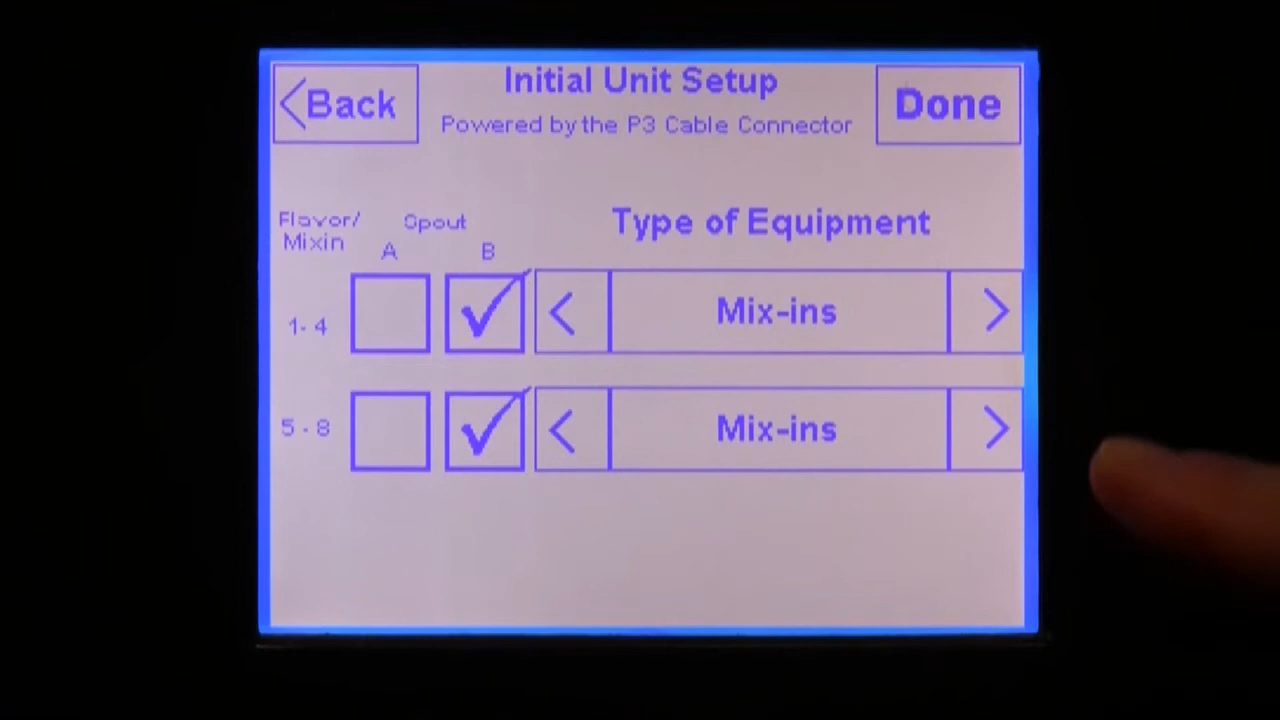 Initial Unit Setup
<Back
Powered by the P3 Cable Connector
Done
Flavor/
Mixin
Spout
A
B
Type of Equipment
1-4
<
Mix-ins
>
5-8
<
Mix-ins
>